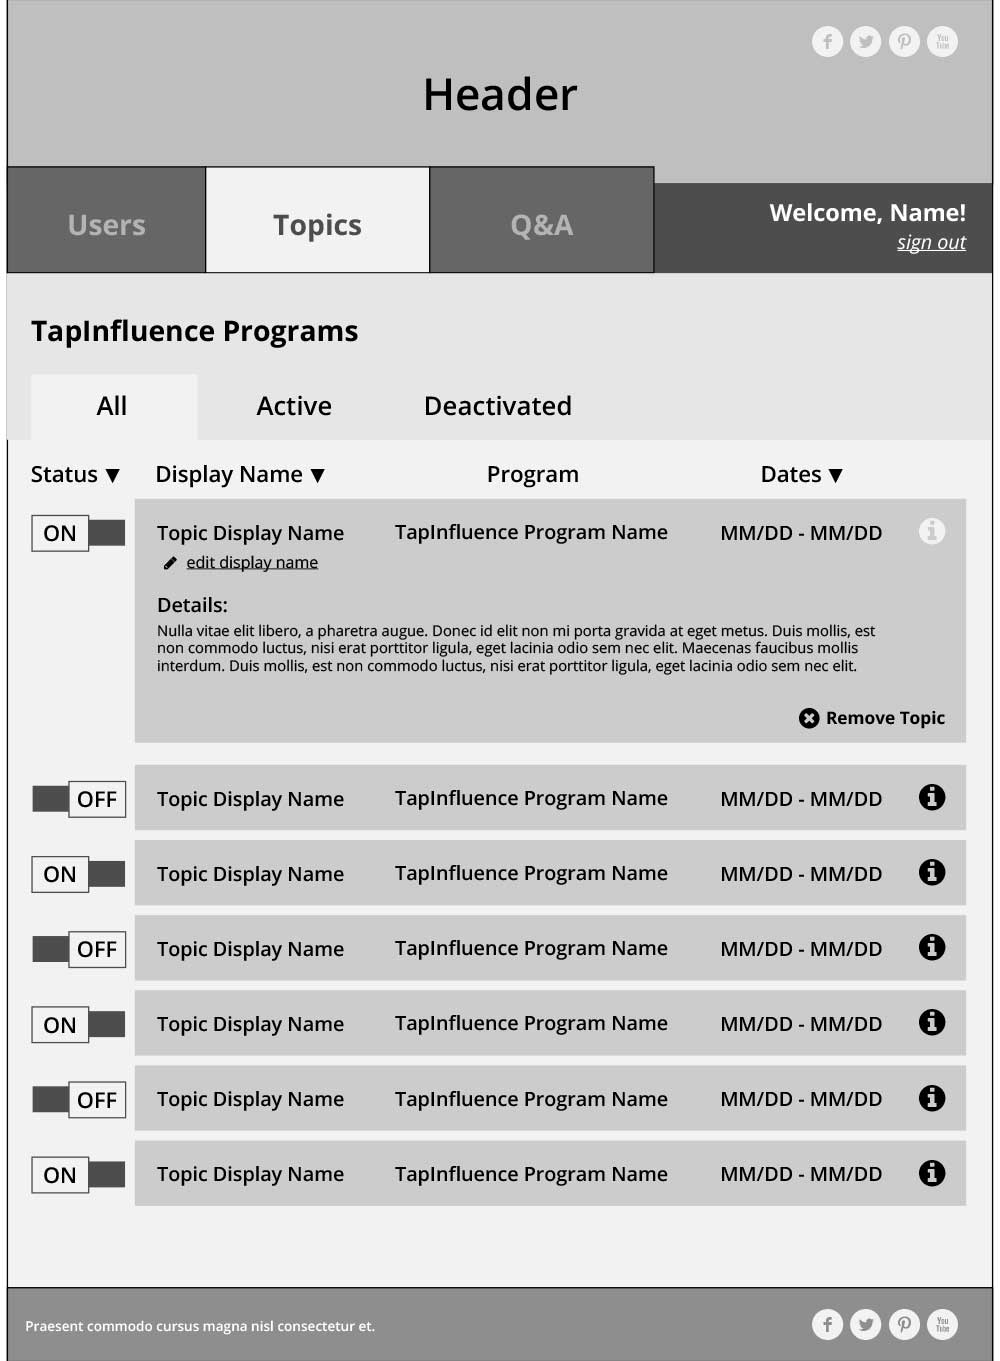 You Tube
Header
Users
Topics
Q&A
Welcome, Name!
sign out
TapInfluence Programs
All Active Deactivated
Status ▼ Display Name ▼ Program Dates ▼
ON Topic Display Name TapInfluence Program Name MM/DD - MM/DD
edit display name
Details:
Nulla vitae elit libero, a pharetra augue. Donec id elit non mi porta gravida at eget metus. Duis mollis, est
non commodo luctus, nisi erat porttitor ligula, eget lacinia odio sem nec elit. Maecenas faucibus mollis
interdum. Duis mollis, est non commodo luctus, nisi erat porttitor ligula, eget lacinia odio sem nec elit.
Remove Topic
OFF Topic Display Name TapInfluence Program Name MM/DD - MM/DD
ON Topic Display Name TapInfluence Program Name MM/DD - MM/DD
OFF Topic Display Name TapInfluence Program Name MM/DD - MM/DD
ON Topic Display Name TapInfluence Program Name MM/DD - MM/DD
OFF Topic Display Name TapInfluence Program Name MM/DD - MM/DD
ON Topic Display Name TapInfluence Program Name MM/DD - MM/DD
Praesent commodo cursus magna nisl consectetur et.
You Tube